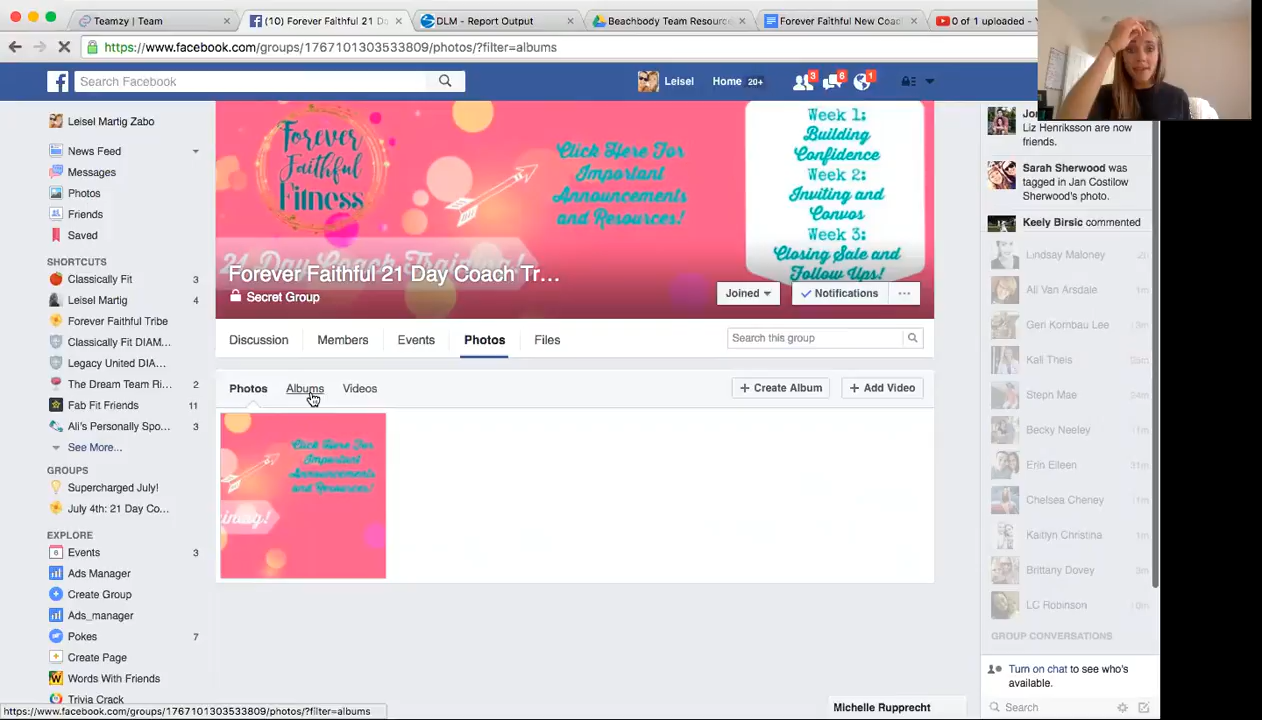 Teamzy | Team
(10) Forever Faithful 21 D
DLM - Report Output
Beachbody Team Resourc
Forever Faithful New Coac
0 of 1 uploaded -
https://www.facebook.com/groups/1767101303533809/photos/?filter=albums
Search Facebook
Leisel
Home 20+
3
6
1
Leisel Martig Zabo
News Feed
Messages
Photos
Friends
Saved
SHORTCUTS
Classically Fit 3
Leisel Martig 4
Forever Faithful Tribe
Classically Fit DIAM...
Legacy United DIA...
The Dream Team Ri... 2
Fab Fit Friends 11
Ali's Personally Spo... 3
See More...
GROUPS
Supercharged July!
July 4th: 21 Day Co...
EXPLORE
Events 3
Ads Manager
Create Group
Ads_manager
Pokes 7
Create Page
Words With Friends
Trivia Crack
https://www.facebook.com/groups/1767101303533809/photos/?filter=albums
Forever
Faithful
Fitness
Click Here For
Important
Announcements
and Resources!
Week 1:
Building
Confidence
Week 2:
Inviting and
Convos
Week 3:
Closing Sale and
Follow Ups!
21 Day Coach Training!
Forever Faithful 21 Day Coach Tr...
Secret Group
Joined
Notifications
Discussion
Members
Events
Photos
Files
Search this group
Photos
Albums
Videos
+ Create Album
+ Add Video
Click Here For
Important
Announcements
and Resources!
Liz Henriksson are now
friends.
Sarah Sherwood was
tagged in Jan Costilow
Sherwood's photo.
Keely Birsic commented
Lindsay Maloney
Ali Van Arsdale 1m
Geri Kombau Lee
Kali Theis
Steph Mae
Becky Neeley
Erin Eileen
Chelsea Cheney 1m
Kaitlyn Christina
Brittany Dovey
LC Robinson
GROUP CONVERSATIONS
Turn on chat to see who's
available.
Search
Michelle Rupprecht